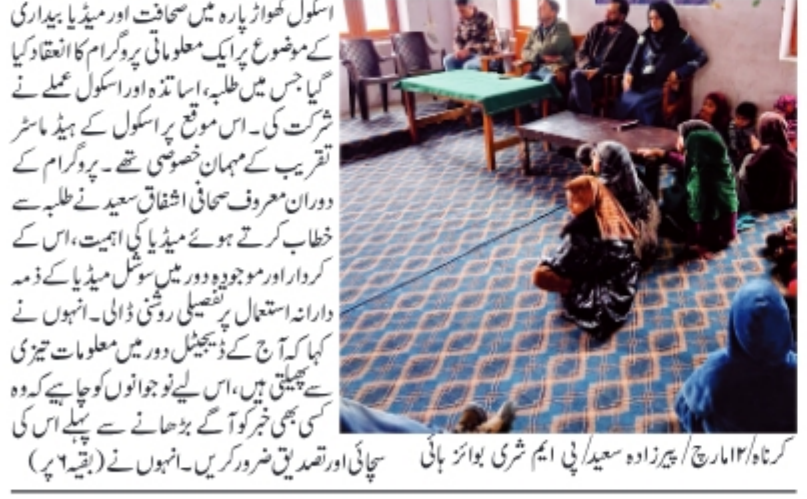 کرناہ/۱۲مارچ/ پیرزادہ سعید/ پی ایم شری بوائز ہائی
اسکول کھواڑپارہ میں صحافت اور میڈیا بیداری
کے موضوع پر ایک معلوماتی پروگرام کا انعقاد کیا
گیا جس میں طلبہ، اساتذہ اور اسکول عملے نے
شرکت کی۔ اس موقع پر اسکول کے ہیڈ ماسٹر
تقریب کے مہمان خصوصی تھے۔ پروگرام کے
دوران معروف صحافی اشفاق سعید نے طلبہ سے
خطاب کرتے ہوئے میڈیا کی اہمیت، اس کے
کردار اور موجودہ دور میں سوشل میڈیا کے ذمہ
دارانہ استعمال پر تفصیلی روشنی ڈالی۔ انہوں نے
کہا کہ آج کے ڈیجیٹل دور میں معلومات تیزی
سے پھیلتی ہیں، اس لیے نوجوانوں کو چاہیے کہ وہ
کسی بھی خبر کو آگے بڑھانے سے پہلے اس کی
سچائی اور تصدیق ضرور کریں۔ انہوں نے (بقیہ ۶ پر)